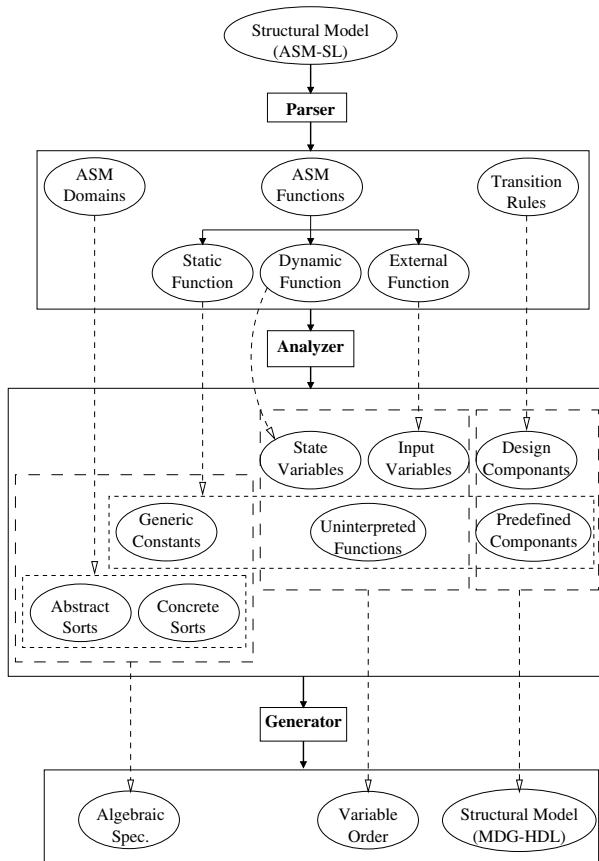 Structural Model
(ASM-SL)
Parser
ASM
Domains
ASM
Functions
Transition
Rules
Static
Function
Dynamic
Function
External
Function
Analyzer
State
Variables
Input
Variables
Design
Componants
Generic
Constants
Uninterpreted
Functions
Predefined
Componants
Abstract
Sorts
Concrete
Sorts
Generator
Algebraic
Spec.
Variable
Order
Structural Model
(MDG-HDL)